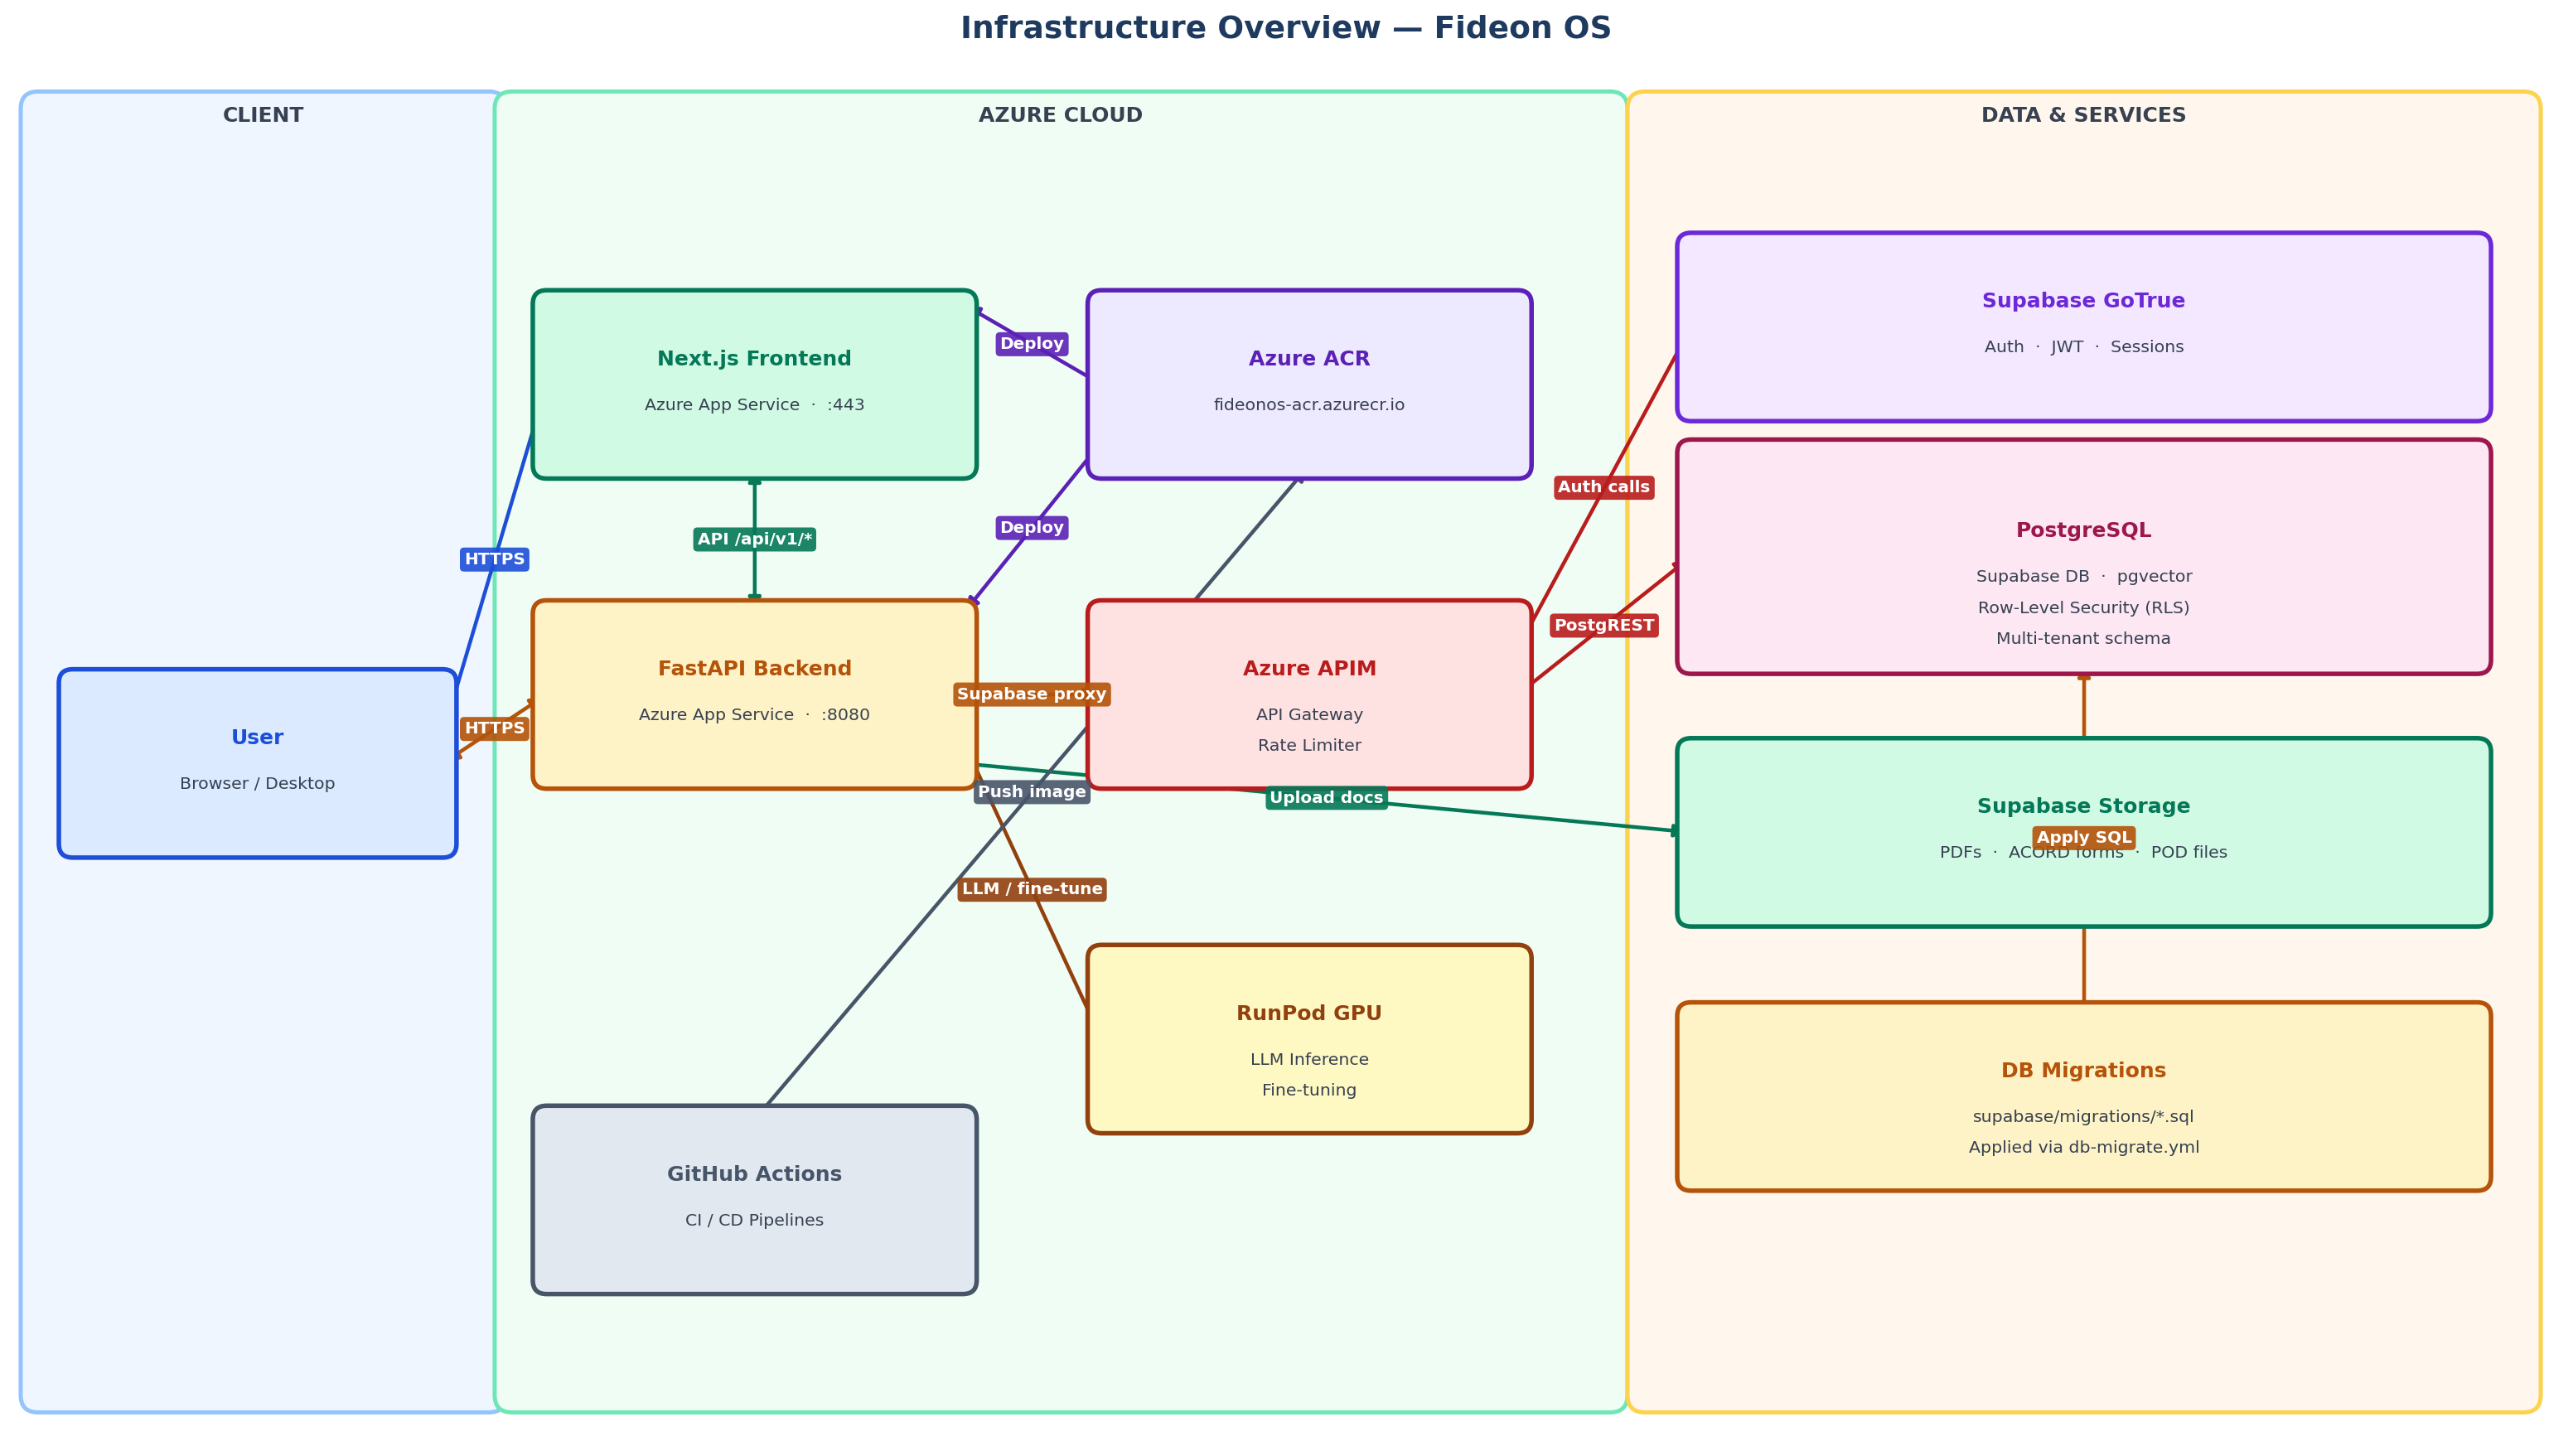 Infrastructure Overview — Fideon OS
CLIENT
AZURE CLOUD
DATA & SERVICES
User
Browser / Desktop
HTTPS
HTTPS
Next.js Frontend
Azure App Service · :443
Deploy
Azure ACR
fideonos-acr.azurecr.io
API /api/v1/*
Deploy
FastAPI Backend
Azure App Service · :8080
Supabase proxy
Azure APIM
API Gateway
Rate Limiter
Push image
Upload docs
LLM / fine-tune
RunPod GPU
LLM Inference
Fine-tuning
GitHub Actions
CI / CD Pipelines
Auth calls
PostgREST
Supabase GoTrue
Auth · JWT · Sessions
PostgreSQL
Supabase DB · pgvector
Row-Level Security (RLS)
Multi-tenant schema
Supabase Storage
Apply SQL
PDFs · ACORD forms · POD files
DB Migrations
supabase/migrations/*.sql
Applied via db-migrate.yml